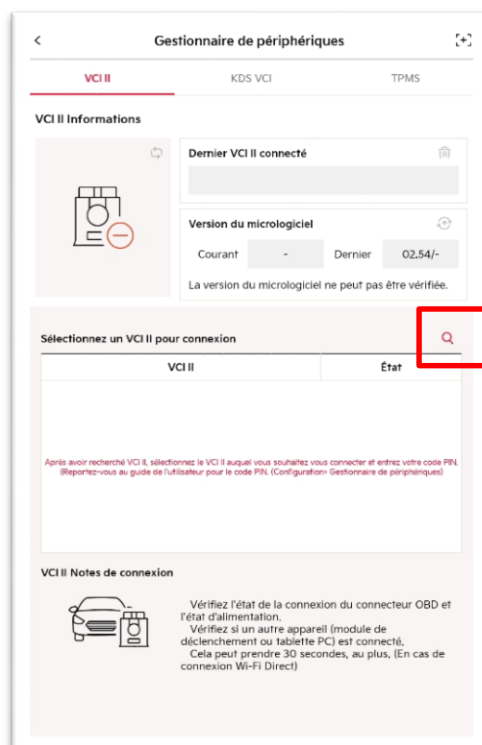 Gestionnaire de périphériques
VCI II
KDS VCI
TPMS
VCI II Informations
Dernier VCI II connecté
Version du micrologiciel
Courant - Dernier 02.54/-
La version du micrologiciel ne peut pas être vérifiée.
Sélectionnez un VCI II pour connexion
VCI II État
Après avoir recherché VCI II, sélectionnez le VCI II auquel vous souhaitez vous connecter et entrez votre code PIN.
(Reportez-vous au guide de l'utilisateur pour le code PIN. (Configuration> Gestionnaire de périphériques)
VCI II Notes de connexion
Vérifiez l'état de la connexion du connecteur OBD et
l'état d'alimentation.
Vérifiez si un autre appareil (module de
déclenchement ou tablette PC) est connecté.
Cela peut prendre 30 secondes, au plus. (En cas de
connexion Wi-Fi Direct)